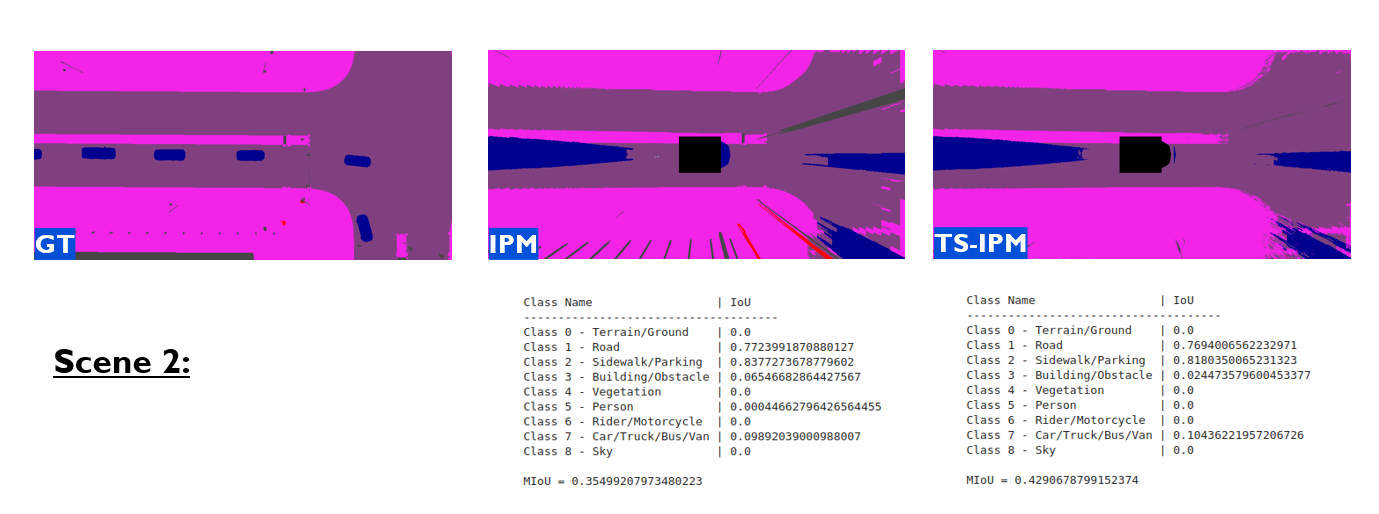 GT
IPM
TS-IPM
Scene 2:
Class Name | IoU
-------------------------------------
Class 0 - Terrain/Ground | 0.0
Class 1 - Road | 0.7723991870880127
Class 2 - Sidewalk/Parking | 0.8377273678779602
Class 3 - Building/Obstacle | 0.06546682864427567
Class 4 - Vegetation | 0.0
Class 5 - Person | 0.00044662796426564455
Class 6 - Rider/Motorcycle | 0.0
Class 7 - Car/Truck/Bus/Van | 0.09892039000988007
Class 8 - Sky | 0.0
MIoU = 0.35499207973480223
Class Name | IoU
-------------------------------------
Class 0 - Terrain/Ground | 0.0
Class 1 - Road | 0.7694006562232971
Class 2 - Sidewalk/Parking | 0.8180350065231323
Class 3 - Building/Obstacle | 0.024473579600453377
Class 4 - Vegetation | 0.0
Class 5 - Person | 0.0
Class 6 - Rider/Motorcycle | 0.0
Class 7 - Car/Truck/Bus/Van | 0.10436221957206726
Class 8 - Sky | 0.0
MIoU = 0.4290678799152374